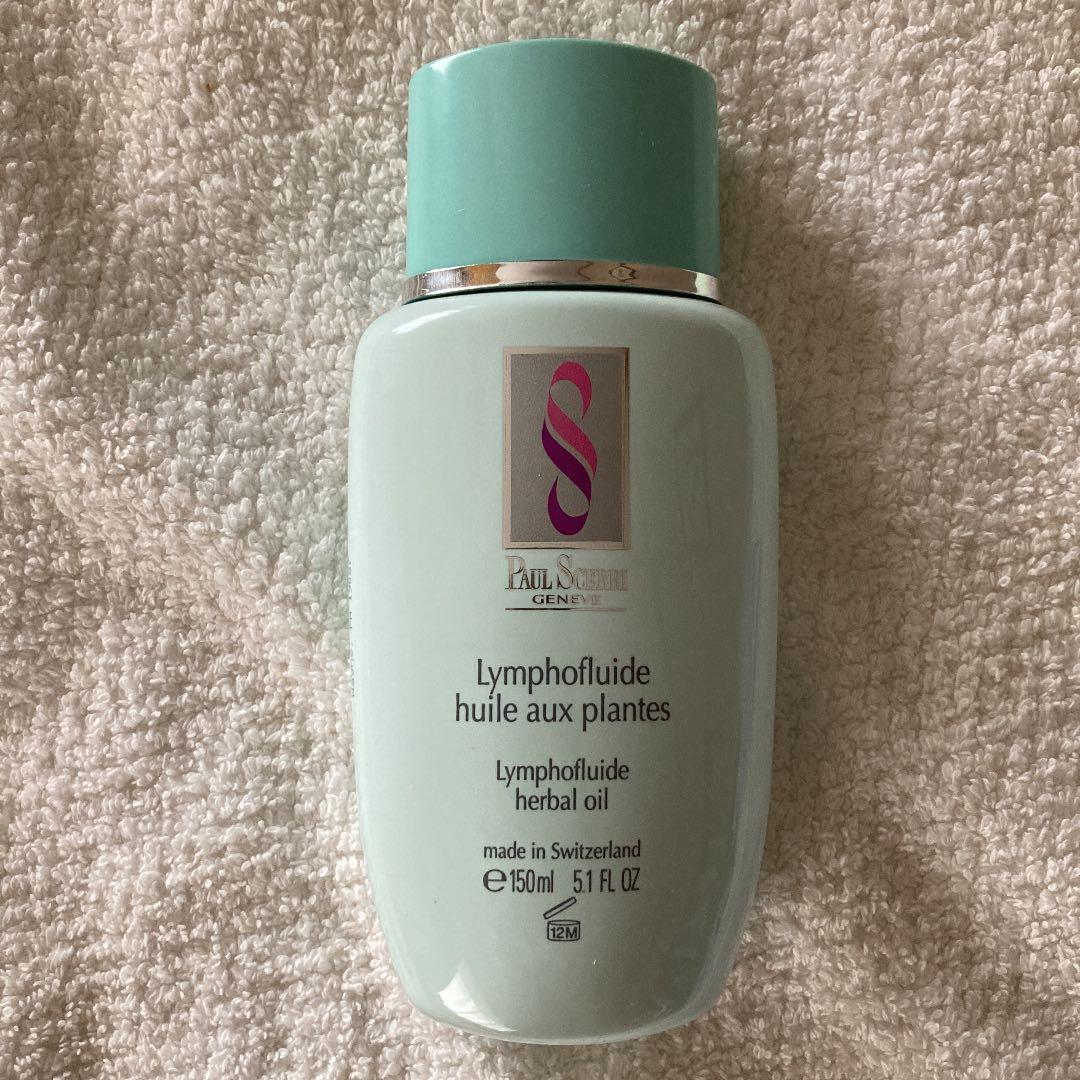 PAUL SCERRI
GENEVE
Lymphofluide
huile aux plantes
Lymphofluide
herbal oil
made in Switzerland
℮150ml 5.1 FL OZ
12M